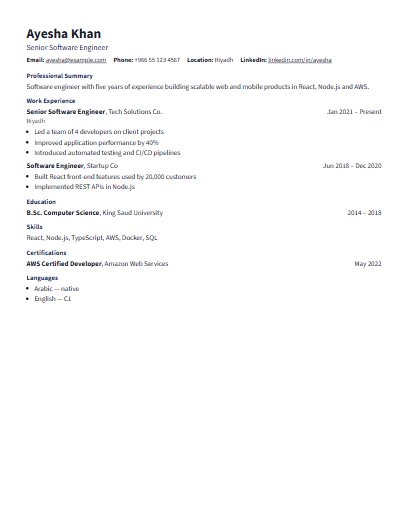 Ayesha Khan
Senior Software Engineer
Email: ayesha@example.com Phone: +966 55 123 4567 Location: Riyadh LinkedIn: linkedin.com/in/ayesha
Professional Summary
Software engineer with five years of experience building scalable web and mobile products in React, Node.js and AWS.
Work Experience
Senior Software Engineer, Tech Solutions Co. Jan 2021 – Present
Riyadh
• Led a team of 4 developers on client projects
• Improved application performance by 40%
• Introduced automated testing and CI/CD pipelines
Software Engineer, Startup Co Jun 2018 – Dec 2020
• Built React front-end features used by 20,000 customers
• Implemented REST APIs in Node.js
Education
B.Sc. Computer Science, King Saud University 2014 – 2018
Skills
React, Node.js, TypeScript, AWS, Docker, SQL
Certifications
AWS Certified Developer, Amazon Web Services May 2022
Languages
• Arabic — native
• English — C1